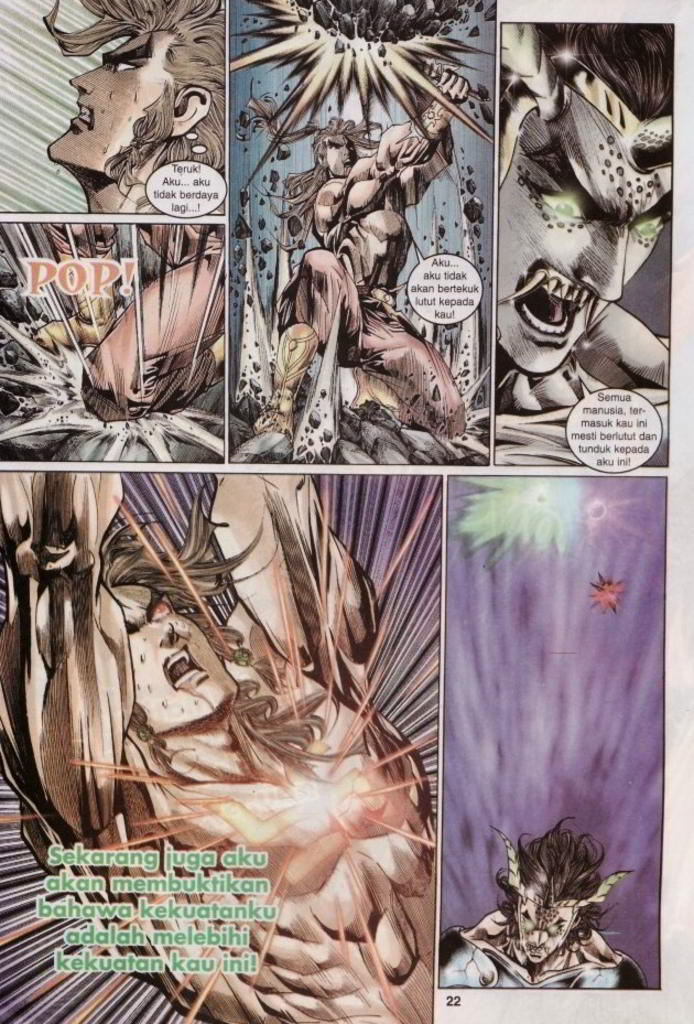 Teruk!
Aku... aku
tidak berdaya
lagi...!
POP!
Aku...
aku tidak
akan bertekuk
lutut kepada
kau!
Semua
manusia, ter-
masuk kau ini
mesti berlutut dan
tunduk kepada
aku ini!
Sekarang juga aku
akan membuktikan
bahawa kekuatanku
adalah melebihi
kekuatan kau ini!
22